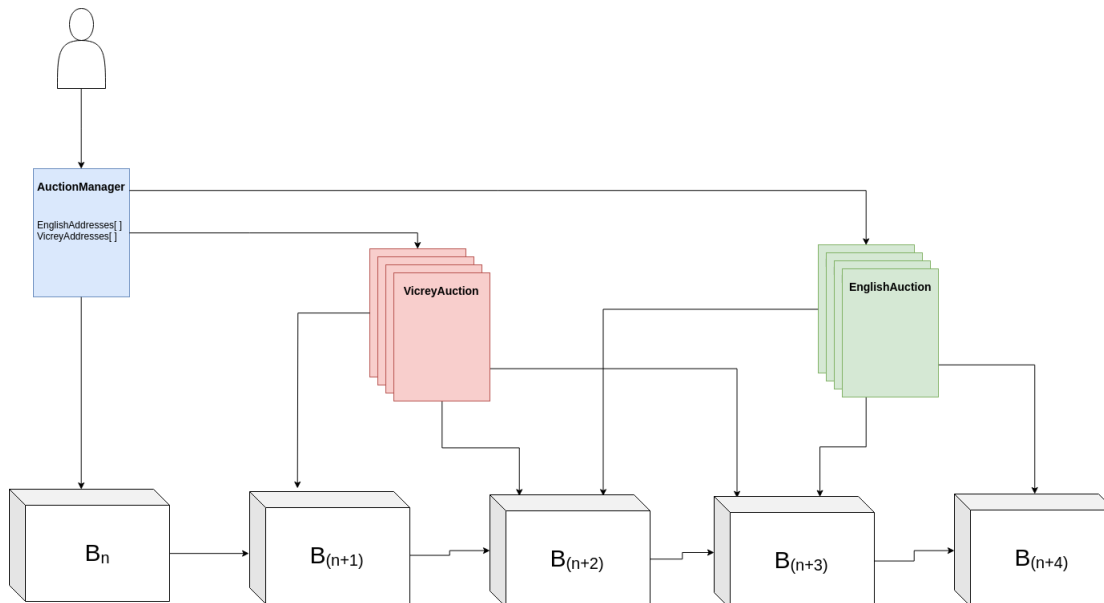 AuctionManager
EnglishAddresses[ ]
VicreyAddresses[ ]
VicreyAuction
EnglishAuction
Bn
B(n+1)
B(n+2)
B(n+3)
B(n+4)